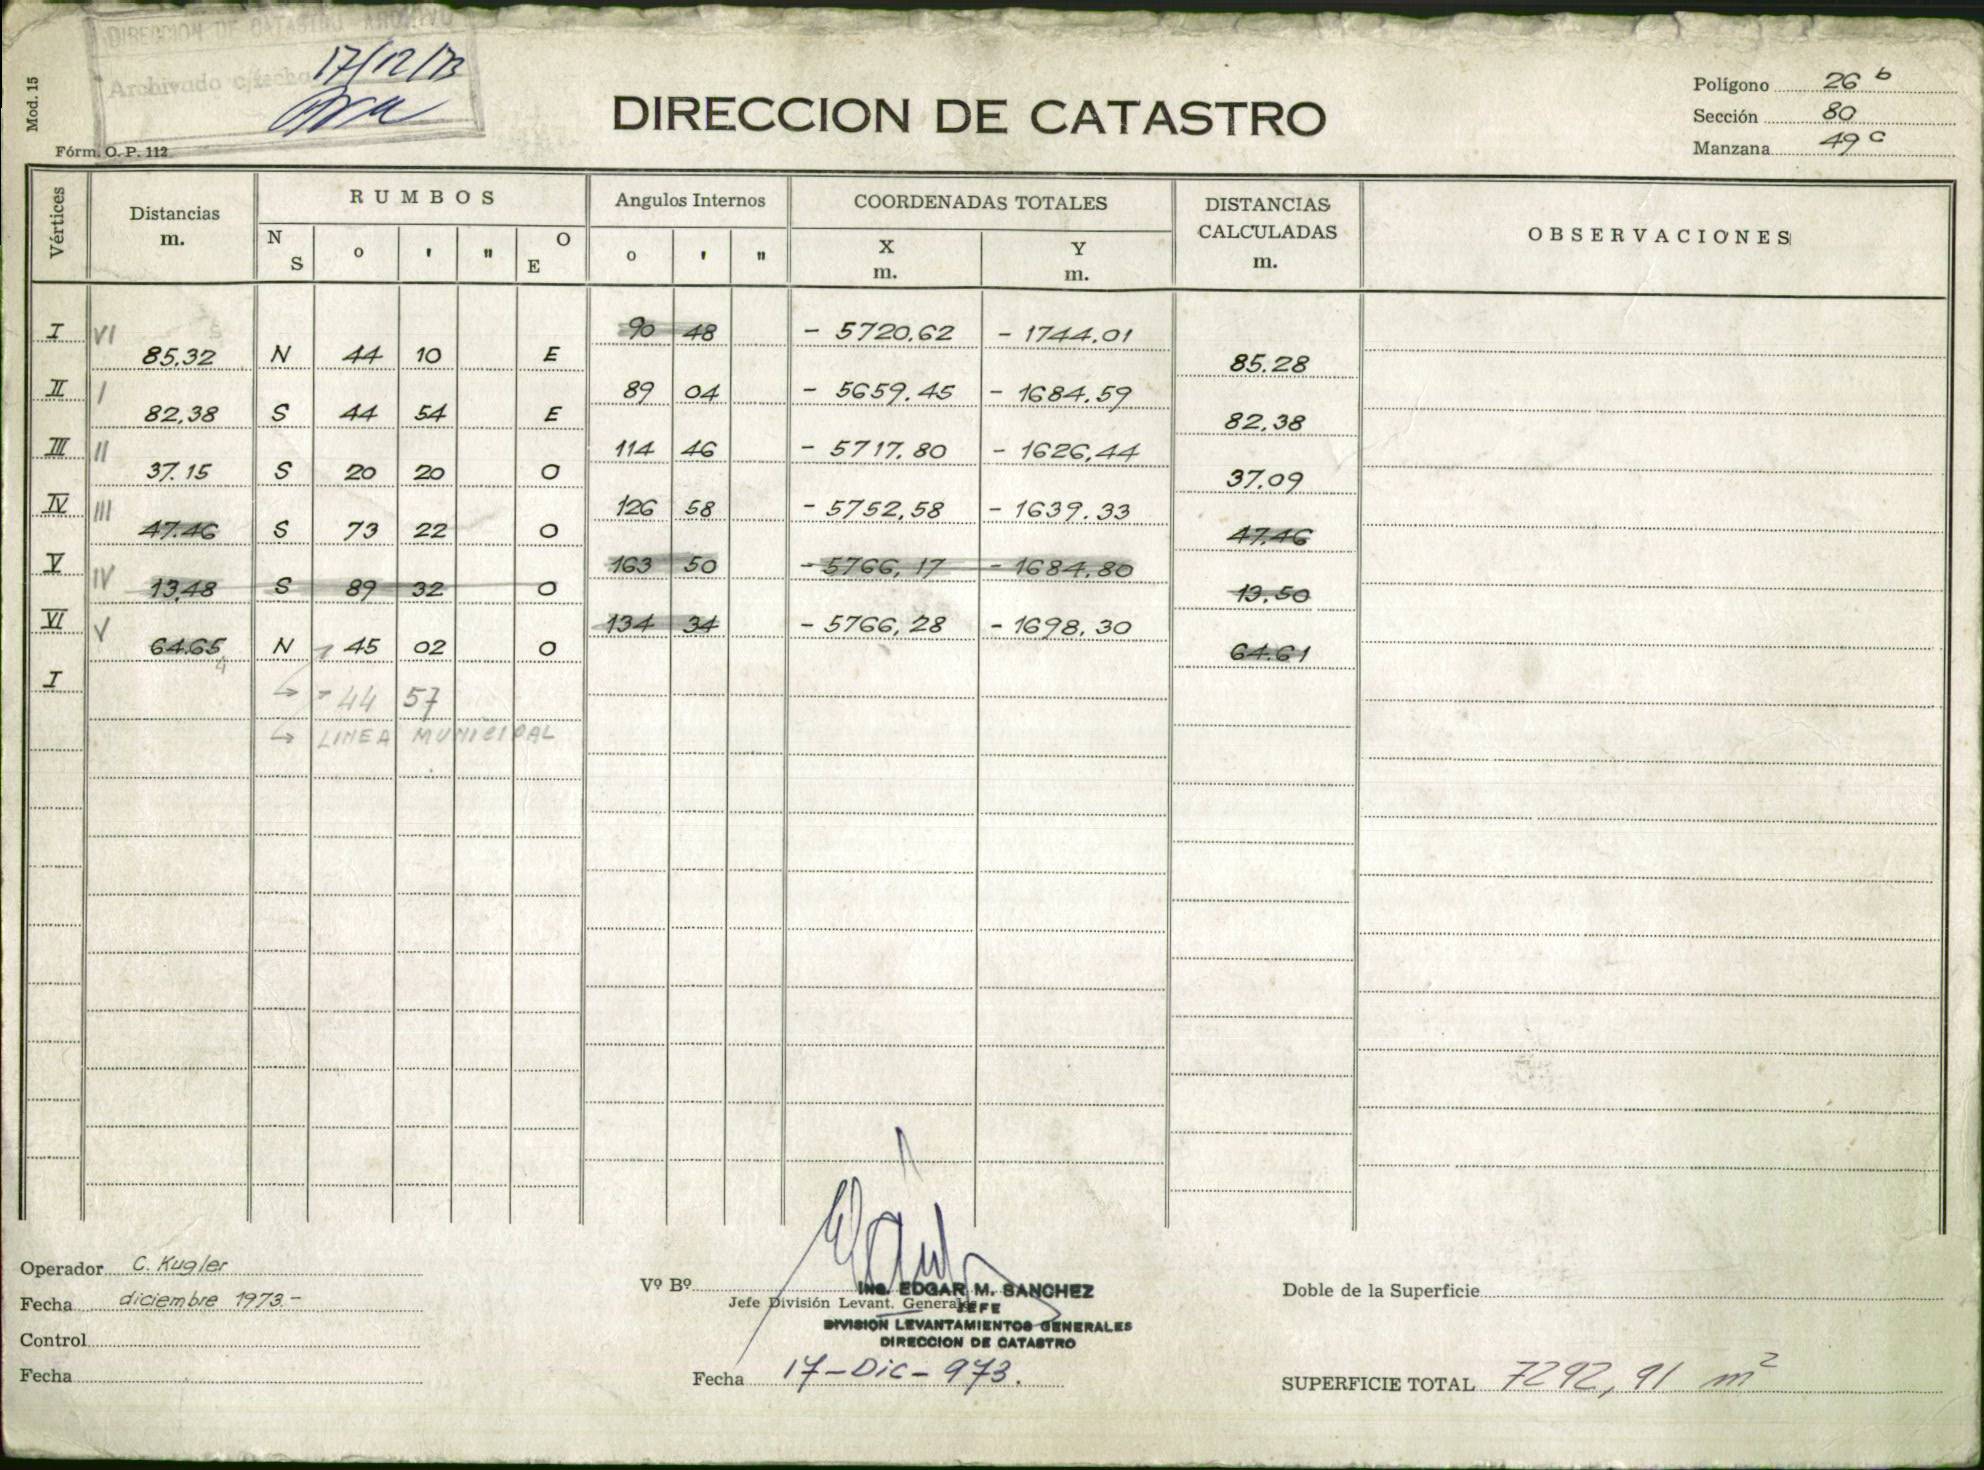 DIRECCION DE CATASTRO ARCHIVO
Archivado c/fecha 17/12/73
Mod. 15
Fórm. O. P. 112
DIRECCION DE CATASTRO
Polígono 26 b
Sección 80
Manzana 49 c
Vértices Distancias m. RUMBOS Angulos Internos COORDENADAS TOTALES DISTANCIAS CALCULADAS m. OBSERVACIONES
N S o ' " O E o ' " X m. Y m.
I VI 90 48 - 5720,62 - 1744,01
85,32 N 44 10 E 85.28
II I 89 04 - 5659.45 - 1684,59
82,38 S 44 54 E 82,38
III II 114 46 - 5717.80 - 1626,44
37.15 S 20 20 O 37.09
IV III 126 58 - 5752,58 - 1639.33
47.46 S 73 22 O 47.46
V IV 163 50 - 5766,17 - 1684,80
13,48 S 89 32 O 13.50
VI V 134 34 - 5766,28 - 1698,30
64.65 N 45 02 O 64.61
4
I
44 57
LINEA MUNICIPAL
Operador C. Kugler
Fecha diciembre 1973.-
Control
Fecha
Vº Bº
Jefe División Levant. Generales
ING. EDGAR M. SANCHEZ
JEFE
DIVISION LEVANTAMIENTOS GENERALES
DIRECCION DE CATASTRO
Fecha 17-Dic-973.
Doble de la Superficie
SUPERFICIE TOTAL 7292,91 m²